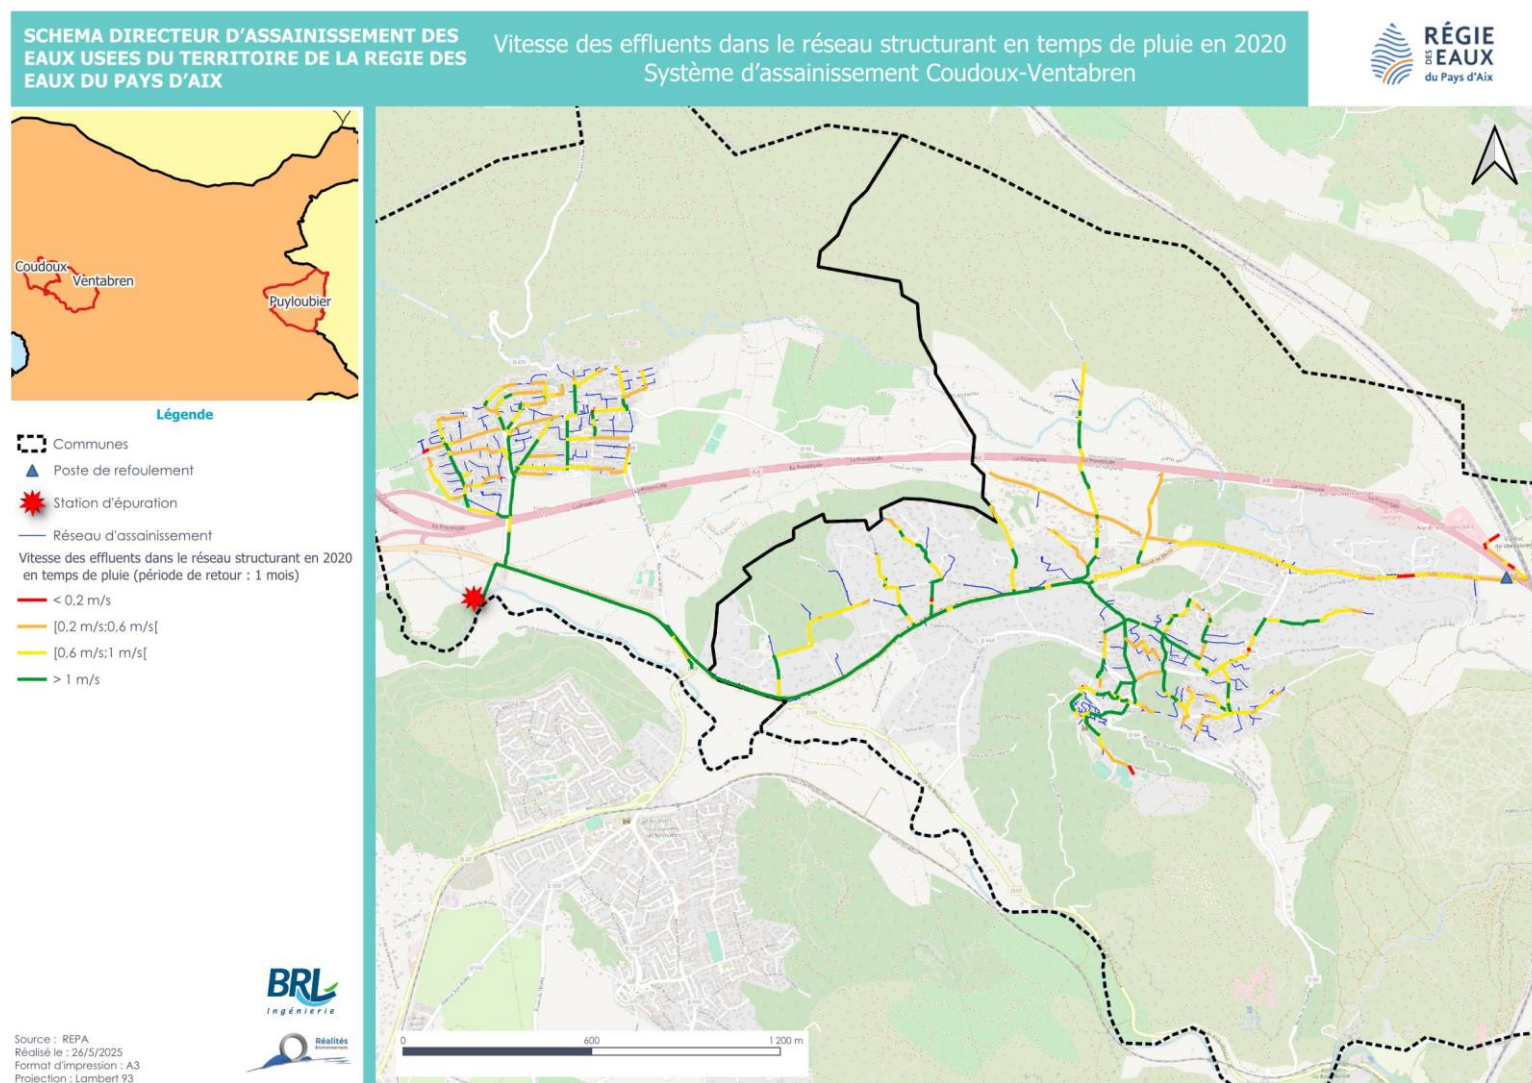 SCHEMA DIRECTEUR D'ASSAINISSEMENT DES
EAUX USEES DU TERRITOIRE DE LA REGIE DES
EAUX DU PAYS D'AIX
Vitesse des effluents dans le réseau structurant en temps de pluie en 2020
Système d'assainissement Coudoux-Ventabren
RÉGIE
DES EAUX
du Pays d'Aix
Coudoux
Ventabren
Puyloubier
Légende
Communes
Poste de refoulement
Station d'épuration
Réseau d'assainissement
Vitesse des effluents dans le réseau structurant en 2020
en temps de pluie (période de retour : 1 mois)
< 0,2 m/s
[0,2 m/s;0,6 m/s[
[0,6 m/s;1 m/s[
> 1 m/s
BRL
Ingénierie
Réalités
Environnement
Source : REPA
Réalisé le : 26/5/2025
Format d'impression : A3
Projection : Lambert 93
0
600
1 200 m